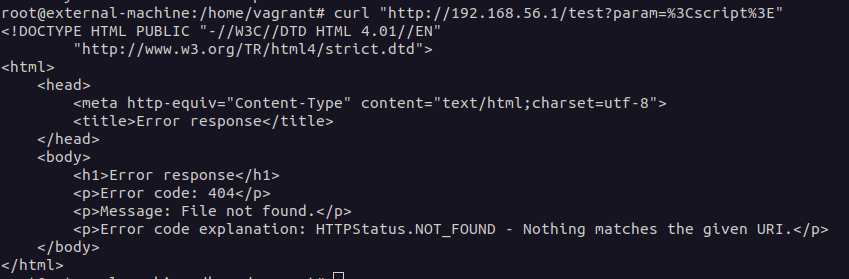 root@external-machine:/home/vagrant# curl "http://192.168.56.1/test?param=%3Cscript%3E"
<!DOCTYPE HTML PUBLIC "-//W3C//DTD HTML 4.01//EN"
        "http://www.w3.org/TR/html4/strict.dtd">
<html>
    <head>
        <meta http-equiv="Content-Type" content="text/html;charset=utf-8">
        <title>Error response</title>
    </head>
    <body>
        <h1>Error response</h1>
        <p>Error code: 404</p>
        <p>Message: File not found.</p>
        <p>Error code explanation: HTTPStatus.NOT_FOUND - Nothing matches the given URI.</p>
    </body>
</html>